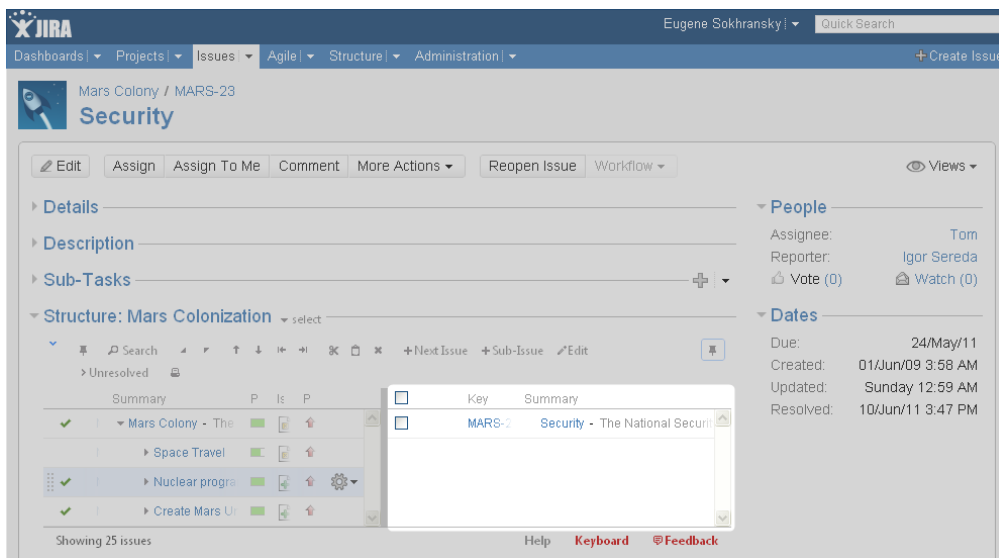 JIRA
Eugene Sokhransky Quick Search
Dashboards Projects Issues Agile Structure Administration + Create Issue
Mars Colony / MARS-23
Security
Edit Assign Assign To Me Comment More Actions Reopen Issue Workflow Views
Details
Description
Sub-Tasks
Structure: Mars Colonization select
Search +Next Issue +Sub-Issue Edit
>Unresolved
Summary P Is P
Mars Colony - The
Space Travel
Nuclear progra
Create Mars Un
Showing 25 issues
Key Summary
MARS-2 Security - The National Securit
Help Keyboard Feedback
People
Assignee: Tom
Reporter: Igor Sereda
Vote (0) Watch (0)
Dates
Due: 24/May/11
Created: 01/Jun/09 3:58 AM
Updated: Sunday 12:59 AM
Resolved: 10/Jun/11 3:47 PM